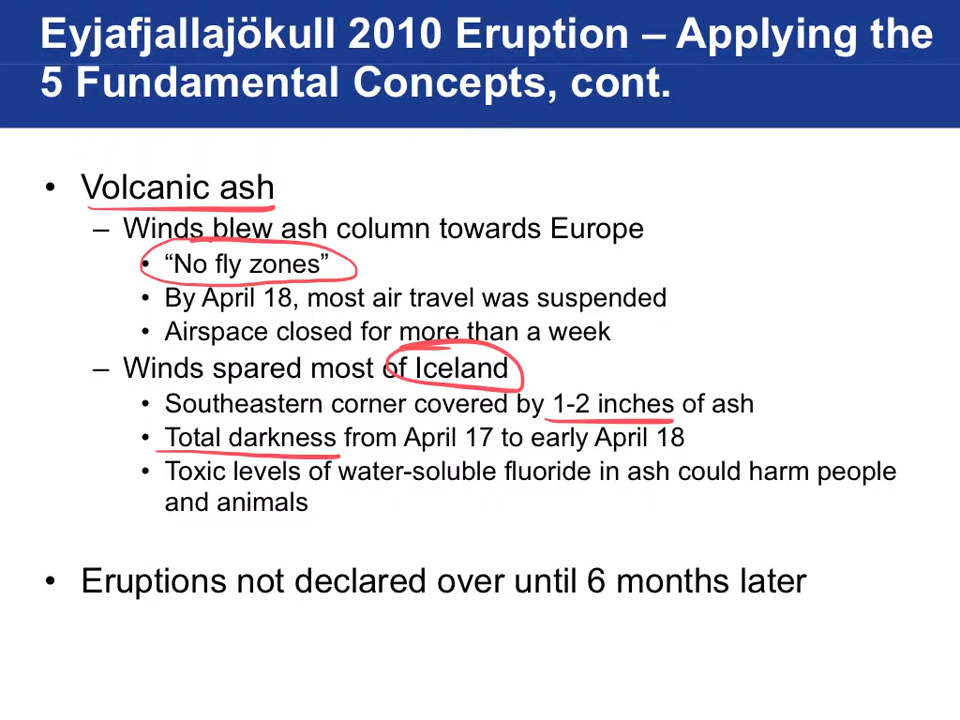 Eyjafjallajökull 2010 Eruption – Applying the
5 Fundamental Concepts, cont.
• Volcanic ash
– Winds blew ash column towards Europe
• “No fly zones”
• By April 18, most air travel was suspended
• Airspace closed for more than a week
– Winds spared most of Iceland
• Southeastern corner covered by 1-2 inches of ash
• Total darkness from April 17 to early April 18
• Toxic levels of water-soluble fluoride in ash could harm people
and animals
• Eruptions not declared over until 6 months later